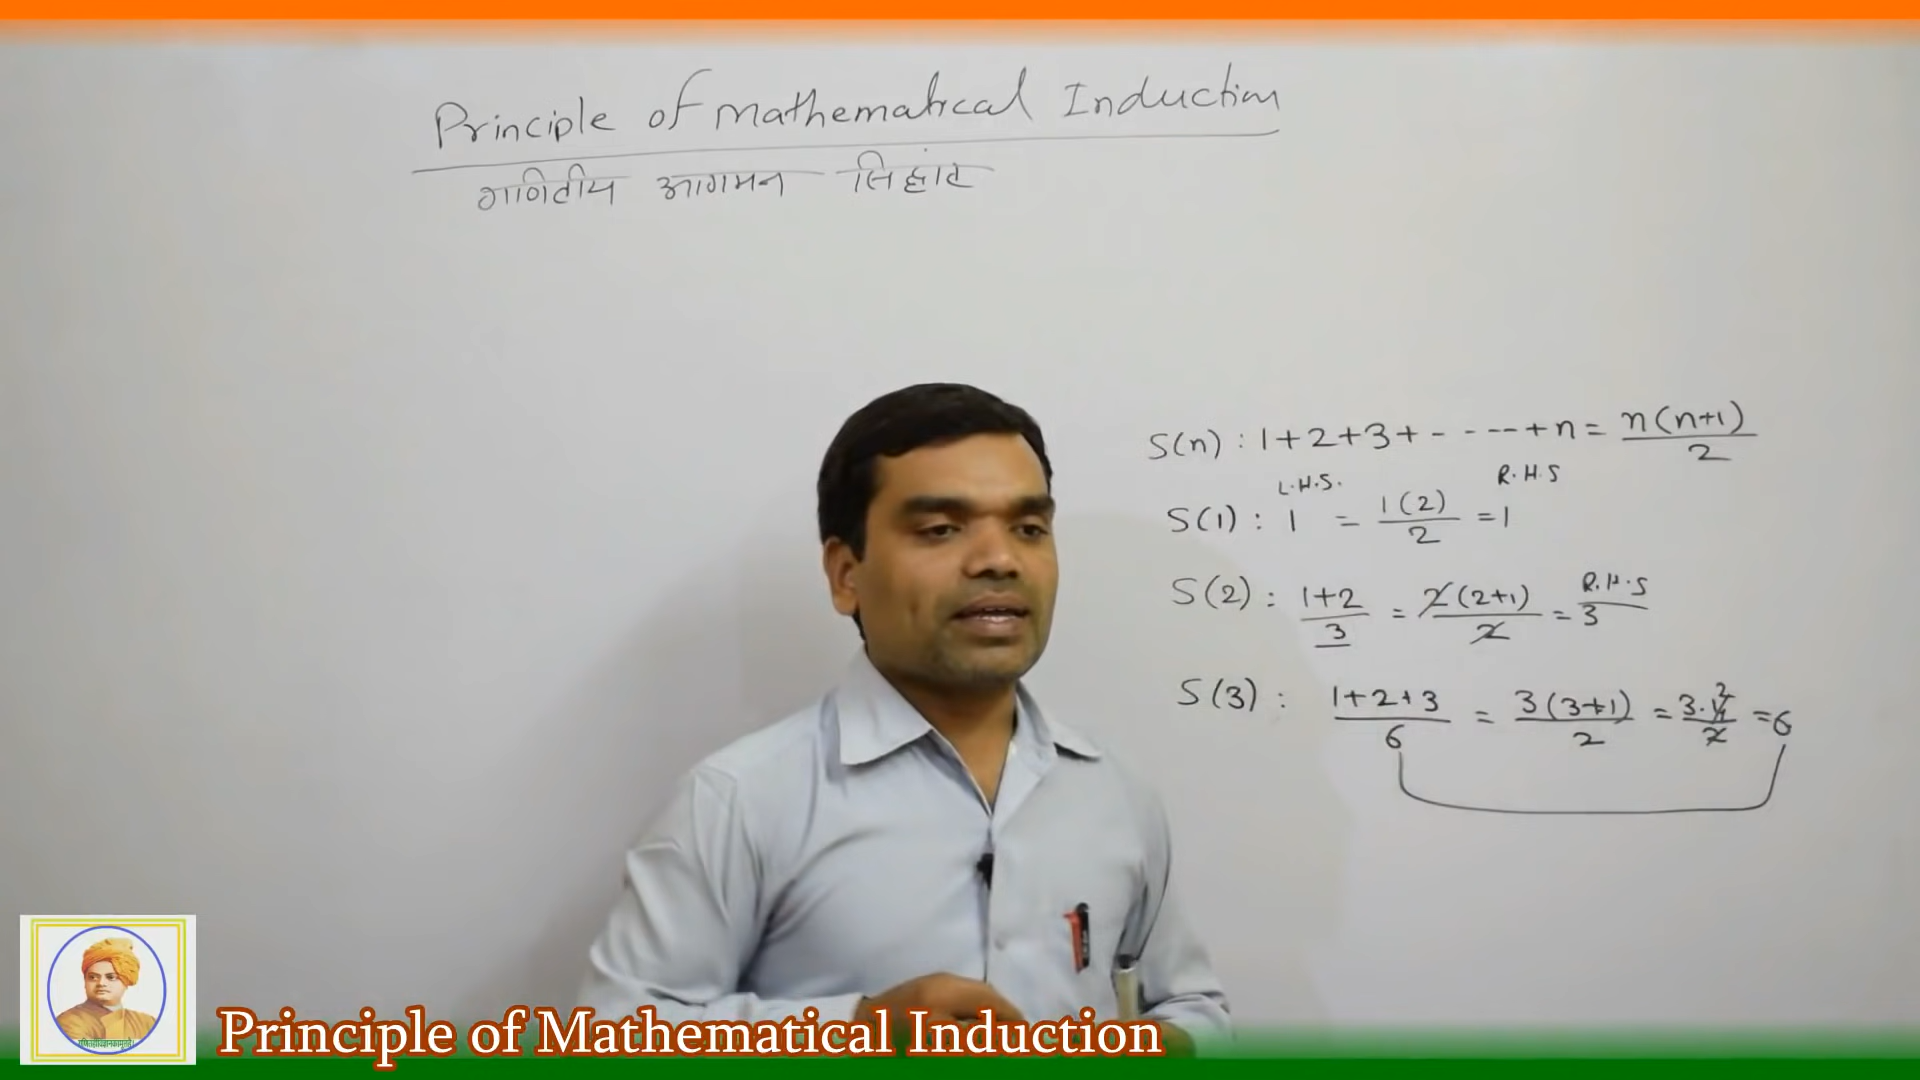 Principle of mathematical Induction
गणितीय आगमन सिद्धांत
S(n) : 1+2+3+- - --+n = n(n+1)/2
L.H.S. R.H.S
S(1) : 1 = 1(2)/2 = 1
R.H.S
S(2) : 1+2/3 = 2(2+1)/2 = 3
S(3) : 1+2+3/6 = 3(3+1)/2 = 3.4/2 = 6
2
Principle of Mathematical Induction